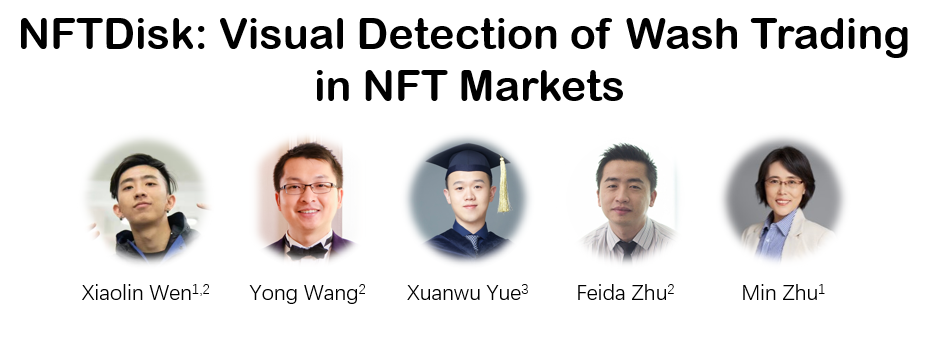 NFTDisk: Visual Detection of Wash Trading
in NFT Markets
Xiaolin Wen1,2 Yong Wang2 Xuanwu Yue3 Feida Zhu2 Min Zhu1